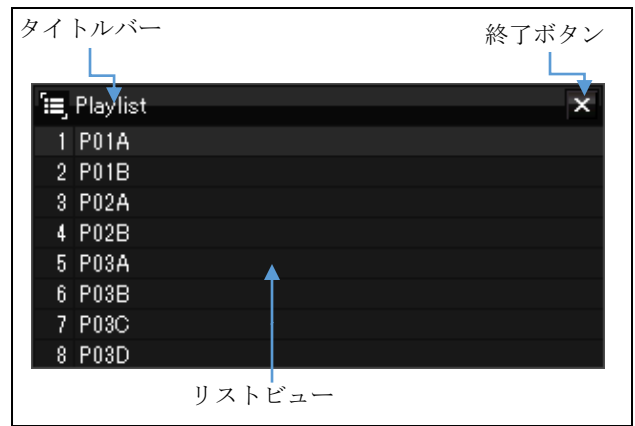 タイトルバー
終了ボタン
Playlist
1 P01A
2 P01B
3 P02A
4 P02B
5 P03A
6 P03B
7 P03C
8 P03D
リストビュー